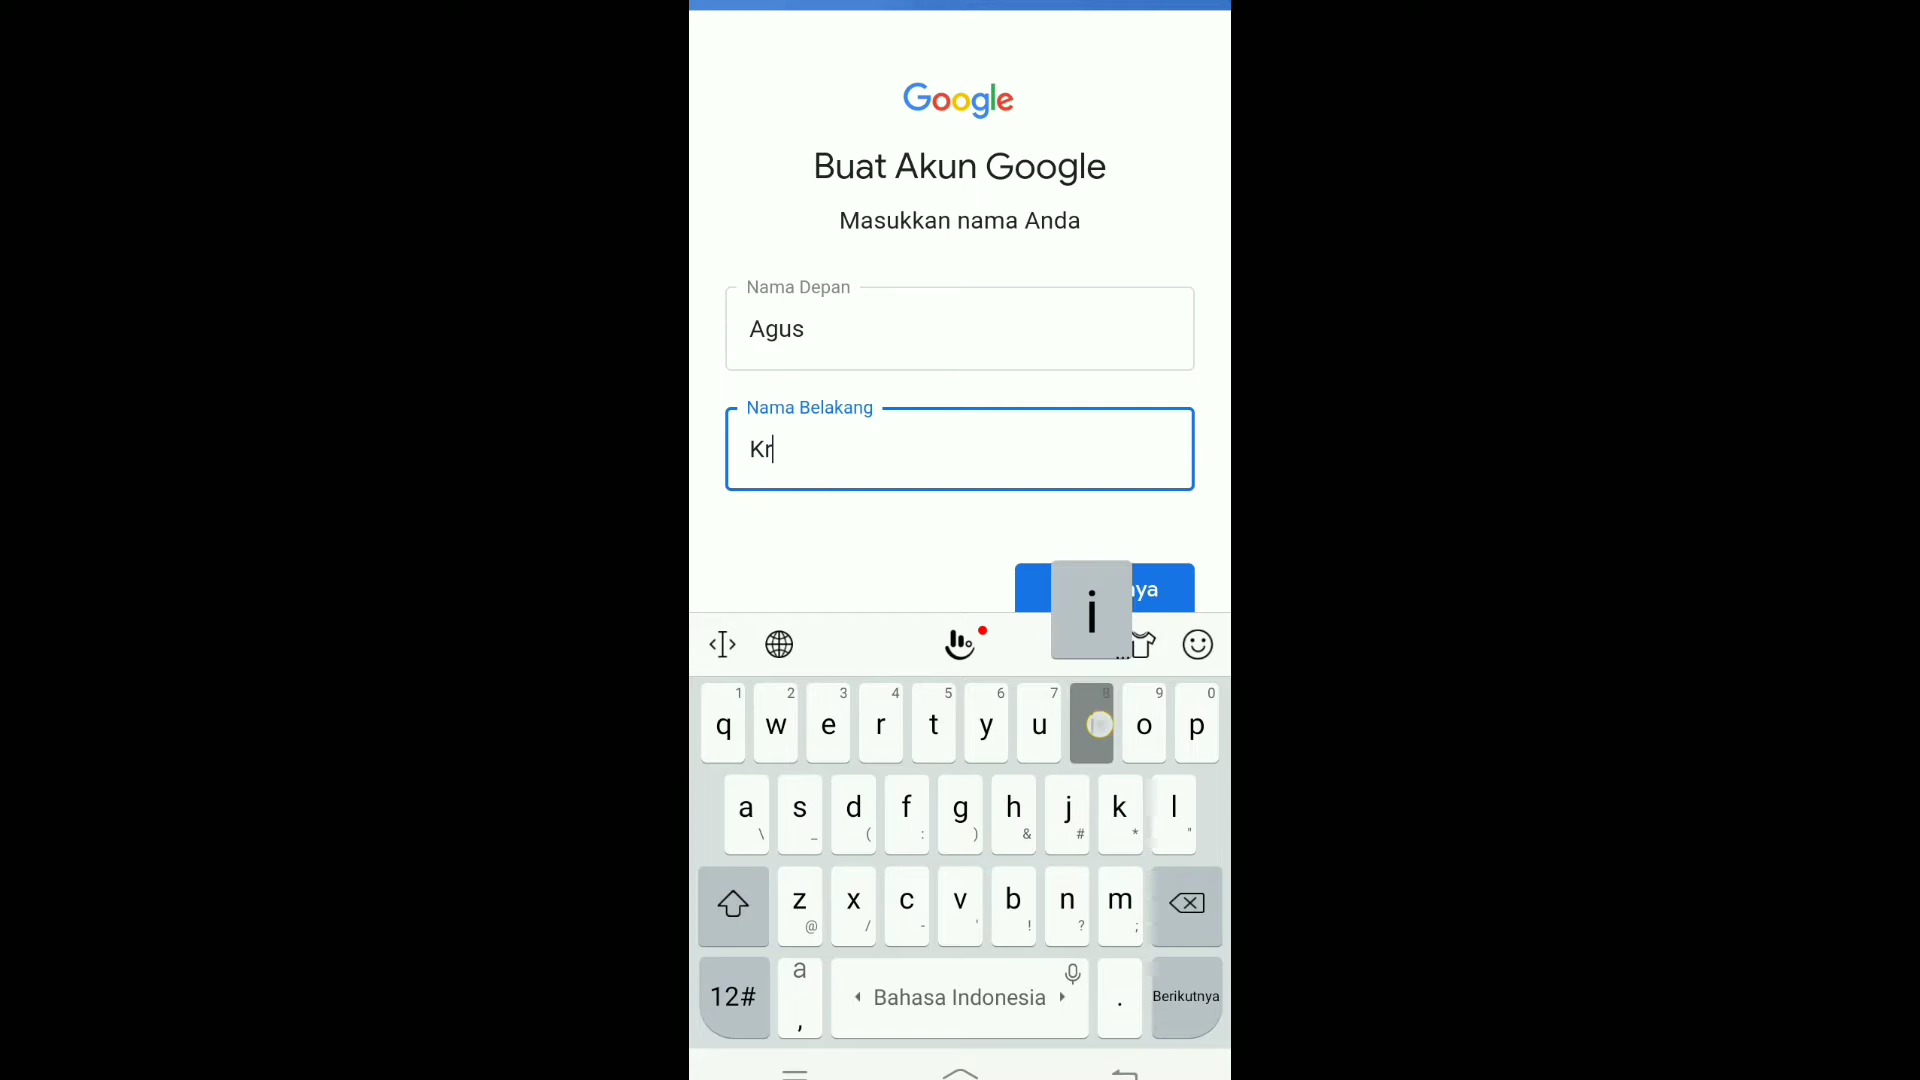 Google
Buat Akun Google
Masukkan nama Anda
Nama Depan
Agus
Nama Belakang
Kr
nya
i
1 2 3 4 5 6 7 8 9 0
q w e r t y u i o p
a s d f g h j k l
\ _ ( : ) & # * "
z x c v b n m
@ / - ' ! ? ;
12# a , Bahasa Indonesia . Berikutnya